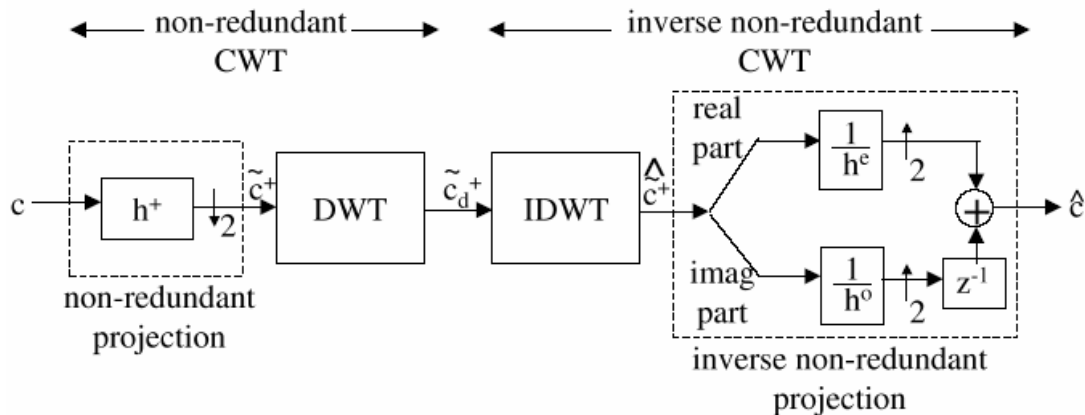 non-redundant
CWT
inverse non-redundant
CWT
c
h⁺
↓2
c̃⁺
DWT
c̃d⁺
IDWT
ĉ̃⁺
real
part
1
hᵉ
↑2
+
ĉ
imag
part
1
hᵒ
↑2
z⁻¹
non-redundant
projection
inverse non-redundant
projection